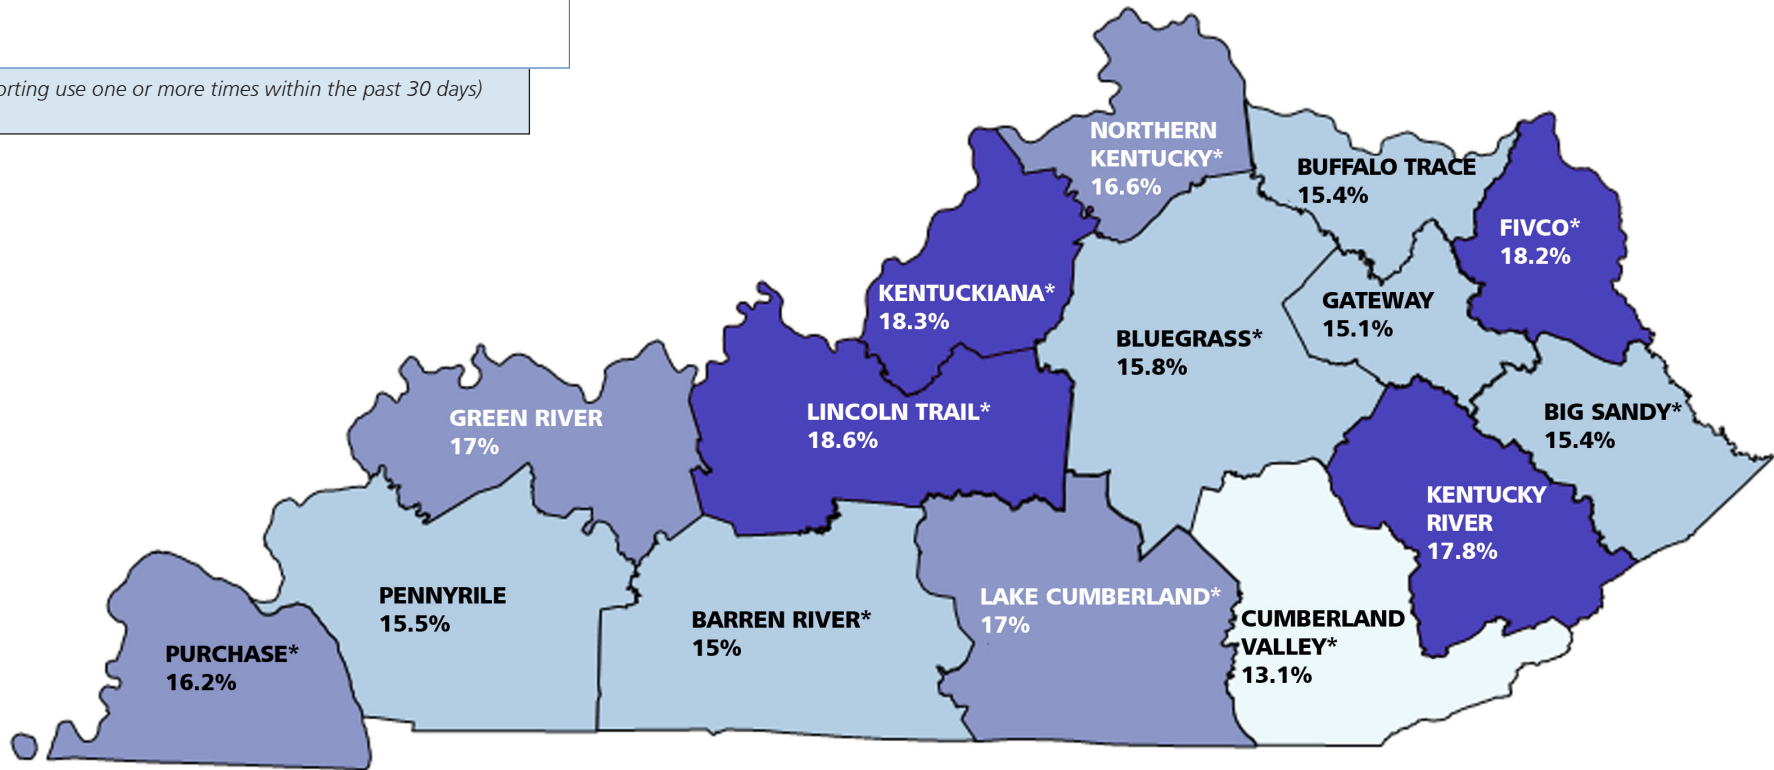 orting use one or more times within the past 30 days)
NORTHERN
KENTUCKY*
16.6%
BUFFALO TRACE
15.4%
FIVCO*
18.2%
KENTUCKIANA*
18.3%
GATEWAY
15.1%
BLUEGRASS*
15.8%
LINCOLN TRAIL*
18.6%
GREEN RIVER
17%
BIG SANDY*
15.4%
KENTUCKY
RIVER
17.8%
PENNYRILE
15.5%
BARREN RIVER*
15%
LAKE CUMBERLAND*
17%
CUMBERLAND
VALLEY*
13.1%
PURCHASE*
16.2%